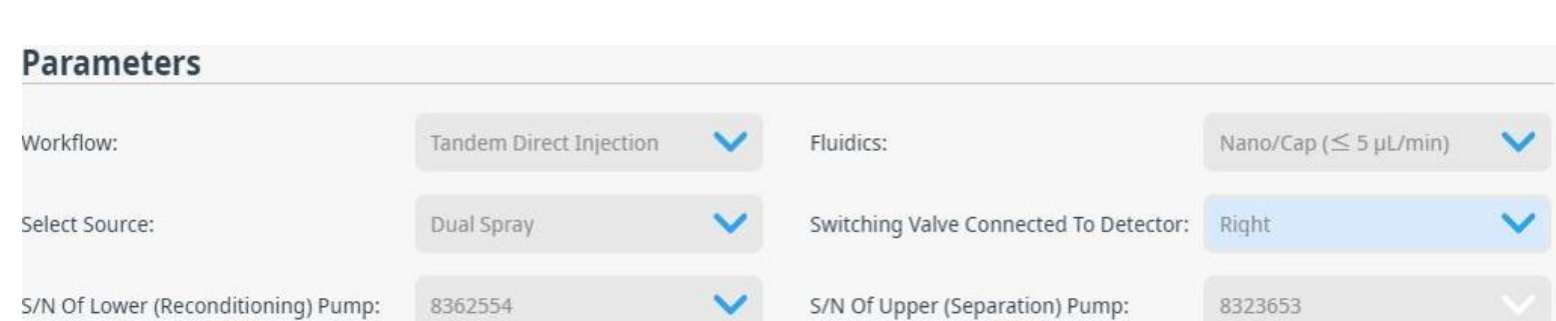 Parameters
Workflow: Tandem Direct Injection Fluidics: Nano/Cap (≤ 5 µL/min)
Select Source: Dual Spray Switching Valve Connected To Detector: Right
S/N Of Lower (Reconditioning) Pump: 8362554 S/N Of Upper (Separation) Pump: 8323653